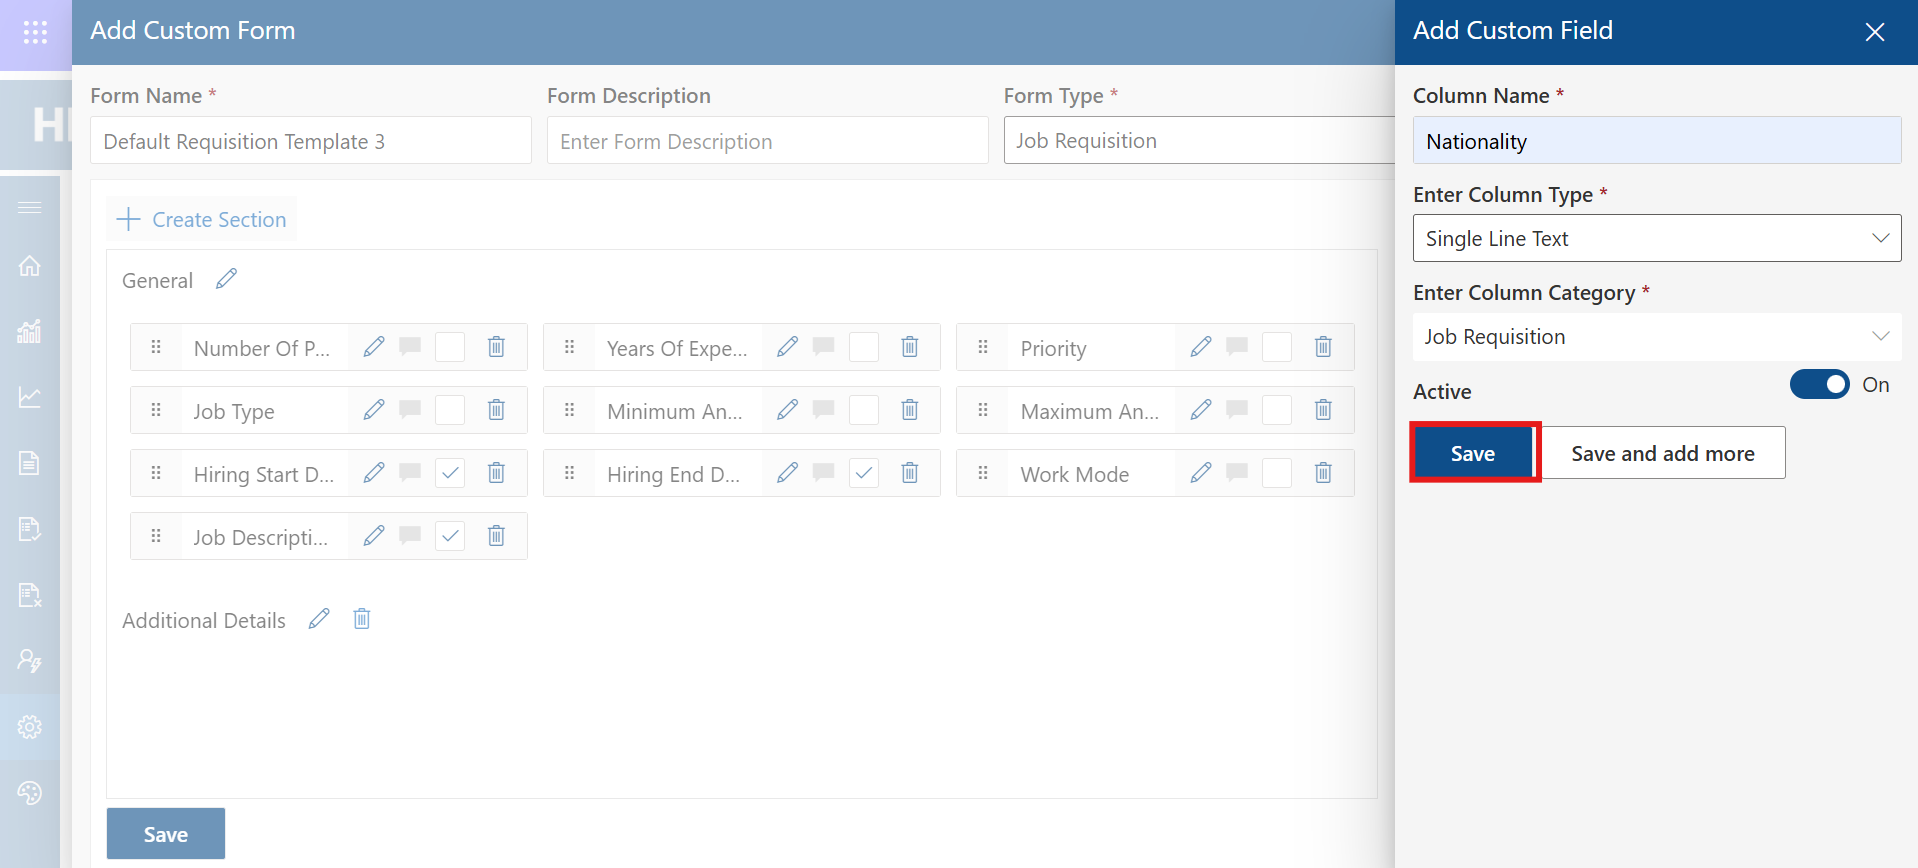 Add Custom Form
Form Name *
Form Description
Form Type *
Default Requisition Template 3
Enter Form Description
Job Requisition
Create Section
General
Number Of P...
Years Of Expe...
Priority
Job Type
Minimum An...
Maximum An...
Hiring Start D...
Hiring End D...
Work Mode
Job Descripti...
Additional Details
Save
Add Custom Field
Column Name *
Nationality
Enter Column Type *
Single Line Text
Enter Column Category *
Job Requisition
Active
On
Save
Save and add more